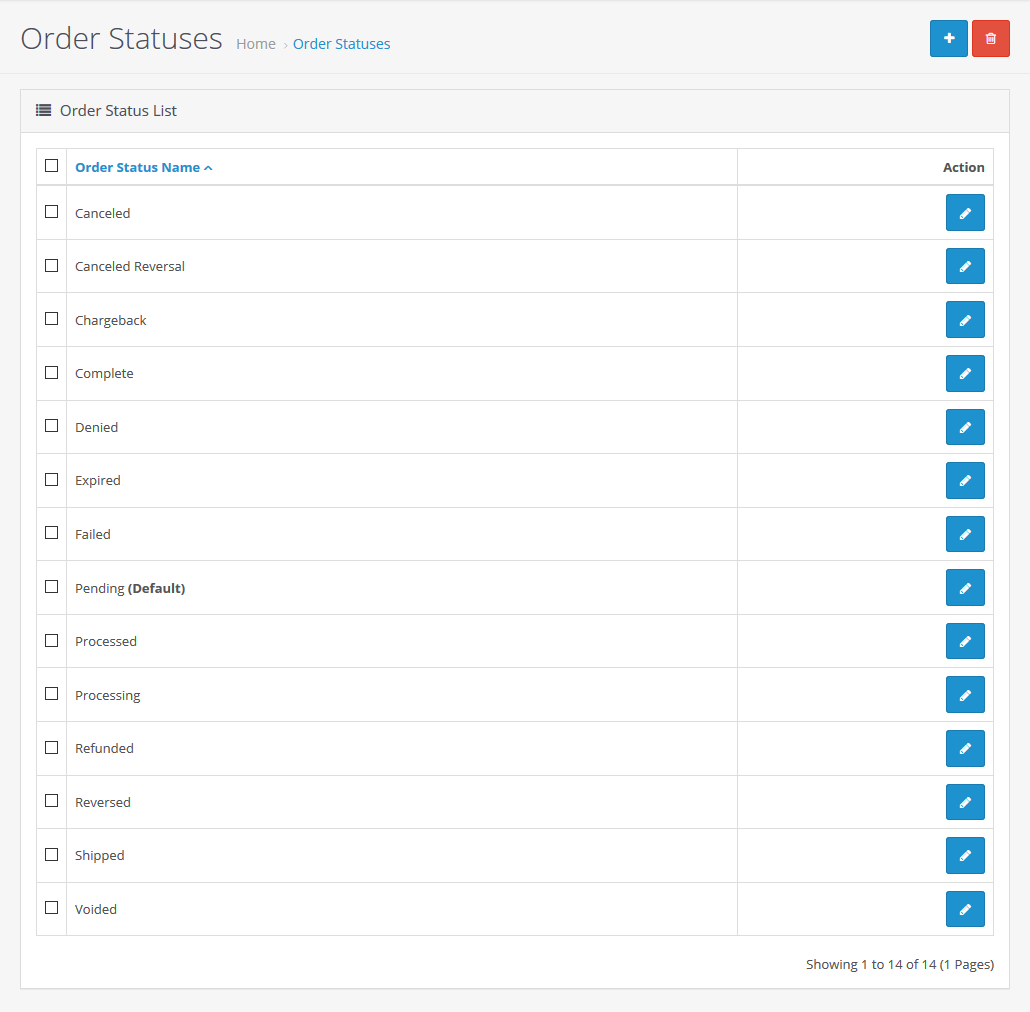 Order Statuses Home › Order Statuses
Order Status List
Order Status Name Action
Canceled
Canceled Reversal
Chargeback
Complete
Denied
Expired
Failed
Pending (Default)
Processed
Processing
Refunded
Reversed
Shipped
Voided
Showing 1 to 14 of 14 (1 Pages)